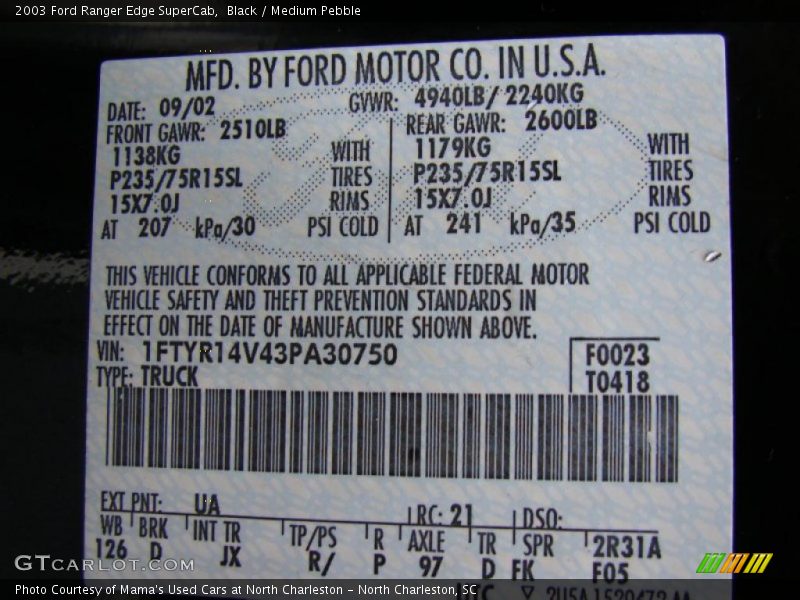 2003 Ford Ranger Edge SuperCab,  Black / Medium Pebble
MFD. BY FORD MOTOR CO. IN U.S.A.
DATE: 09/02 GVWR: 4940LB/ 2240KG
FRONT GAWR: 2510LB REAR GAWR: 2600LB
1138KG WITH 1179KG WITH
P235/75R15SL TIRES P235/75R15SL TIRES
15X7.0J RIMS 15X7.0J RIMS
AT 207 kPa/30 PSI COLD AT 241 kPa/35 PSI COLD
THIS VEHICLE CONFORMS TO ALL APPLICABLE FEDERAL MOTOR
VEHICLE SAFETY AND THEFT PREVENTION STANDARDS IN
EFFECT ON THE DATE OF MANUFACTURE SHOWN ABOVE.
VIN: 1FTYR14V43PA30750 F0023
TYPE: TRUCK T0418
EXT PNT: UA RC: 21 DSO:
WB BRK INT TR TP/PS R AXLE TR SPR 2R31A
126 D JX R/ P 97 D FK F05
GTCARLOT.COM
Photo Courtesy of Mama's Used Cars at North Charleston – North Charleston, SC